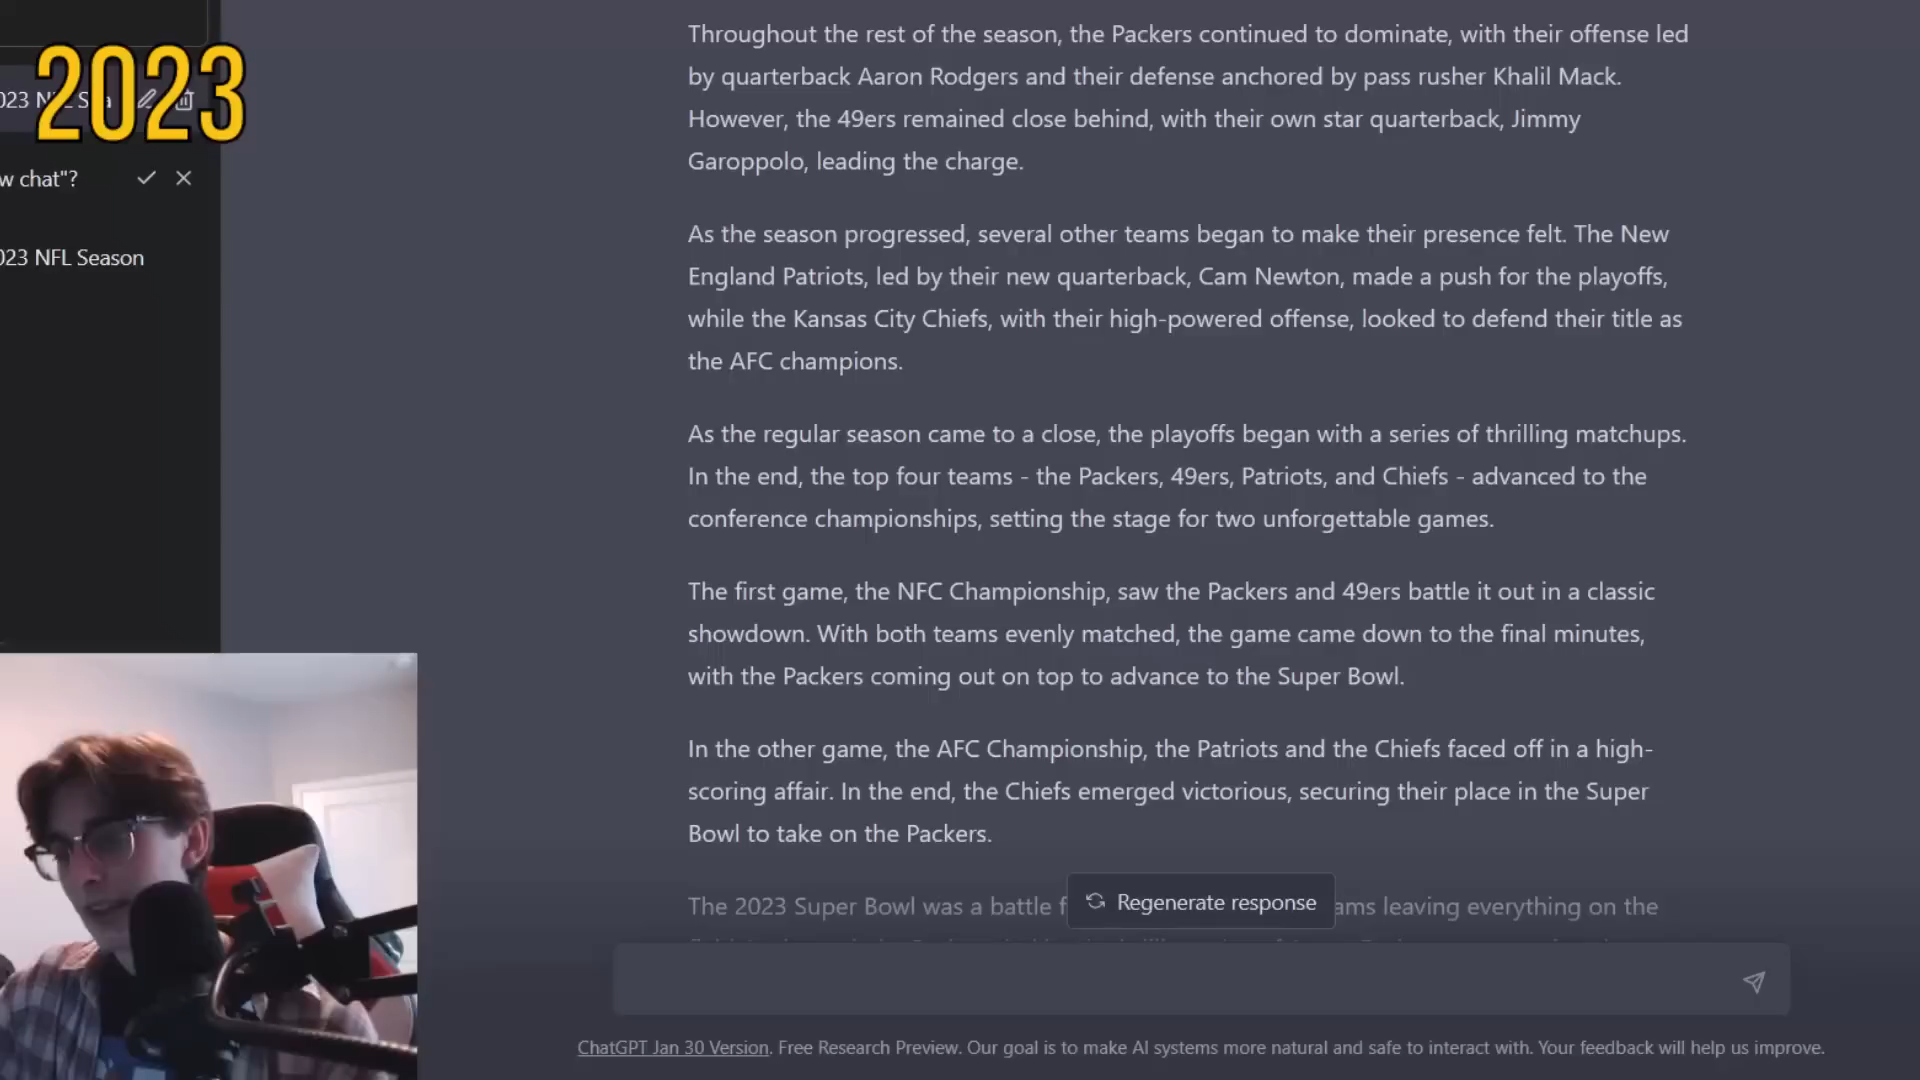 2023
023 N
w chat"?
023 NFL Season
Throughout the rest of the season, the Packers continued to dominate, with their offense led
by quarterback Aaron Rodgers and their defense anchored by pass rusher Khalil Mack.
However, the 49ers remained close behind, with their own star quarterback, Jimmy
Garoppolo, leading the charge.
As the season progressed, several other teams began to make their presence felt. The New
England Patriots, led by their new quarterback, Cam Newton, made a push for the playoffs,
while the Kansas City Chiefs, with their high-powered offense, looked to defend their title as
the AFC champions.
As the regular season came to a close, the playoffs began with a series of thrilling matchups.
In the end, the top four teams - the Packers, 49ers, Patriots, and Chiefs - advanced to the
conference championships, setting the stage for two unforgettable games.
The first game, the NFC Championship, saw the Packers and 49ers battle it out in a classic
showdown. With both teams evenly matched, the game came down to the final minutes,
with the Packers coming out on top to advance to the Super Bowl.
In the other game, the AFC Championship, the Patriots and the Chiefs faced off in a high-
scoring affair. In the end, the Chiefs emerged victorious, securing their place in the Super
Bowl to take on the Packers.
The 2023 Super Bowl was a battle f ams leaving everything on the
Regenerate response
ChatGPT Jan 30 Version. Free Research Preview. Our goal is to make AI systems more natural and safe to interact with. Your feedback will help us improve.